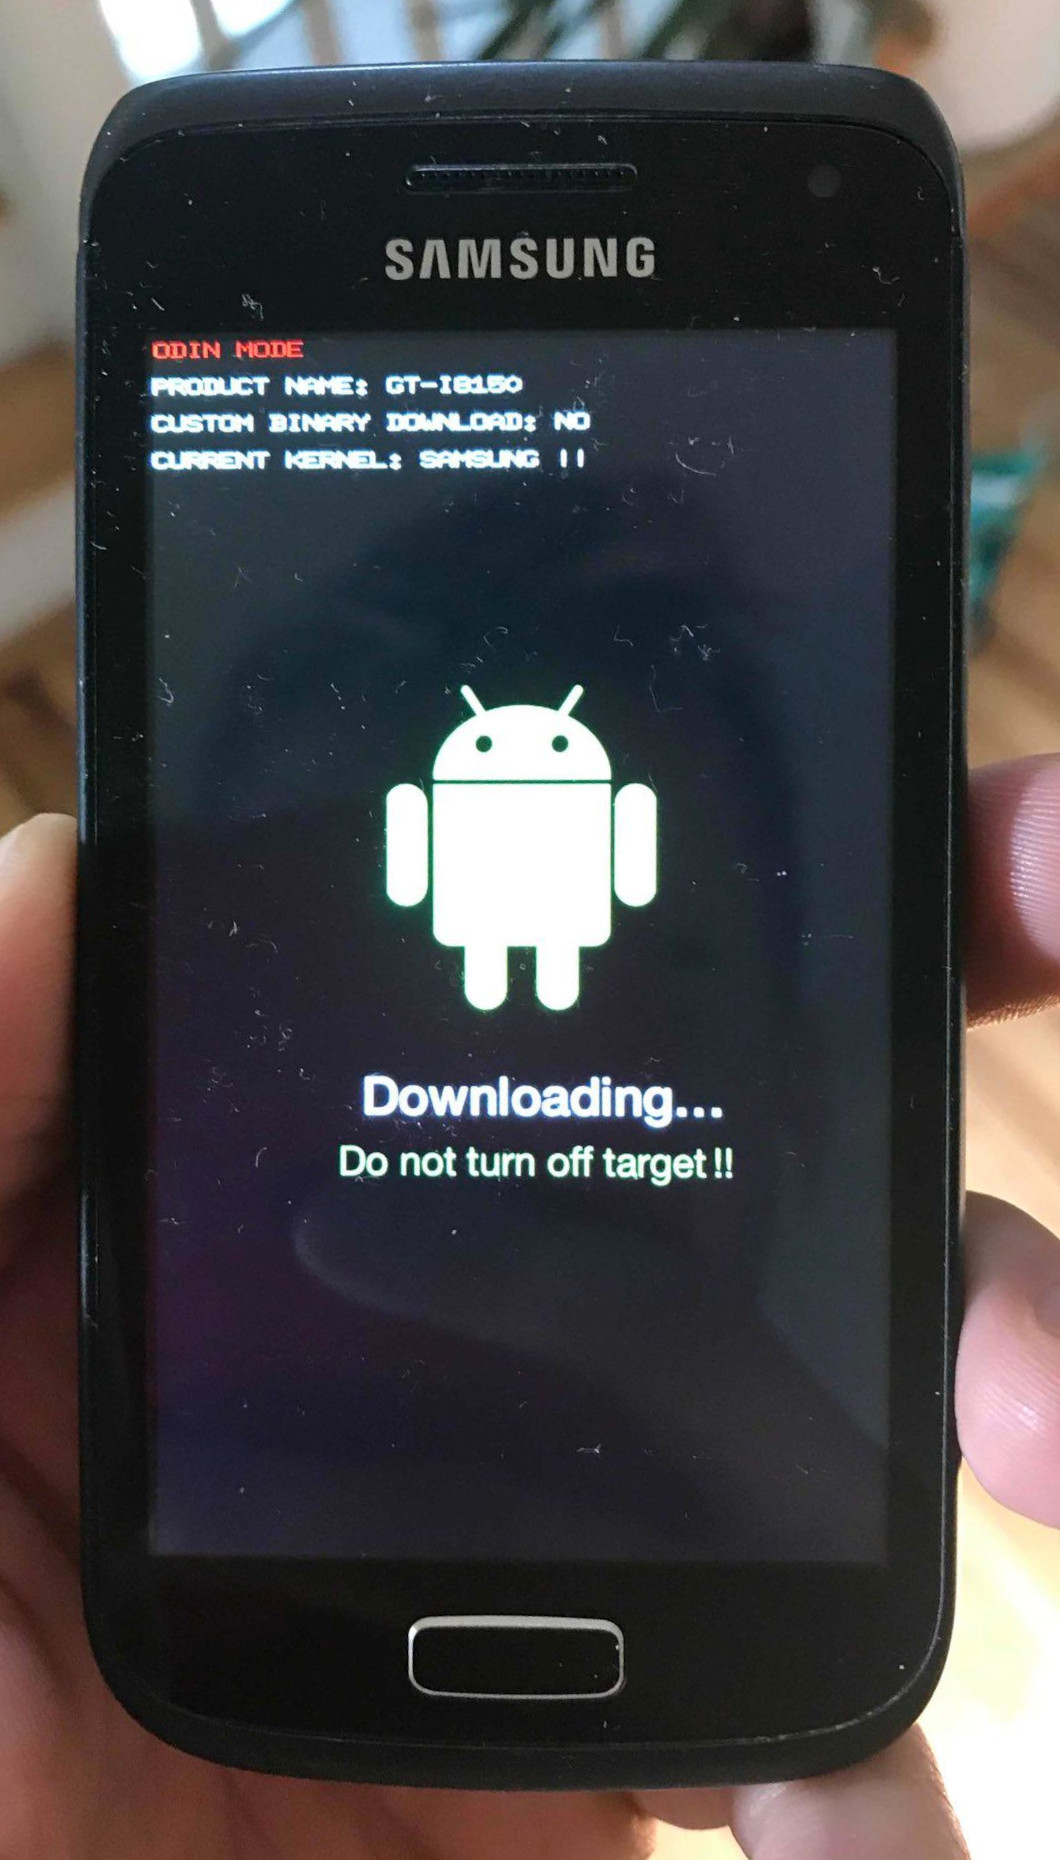 SAMSUNG
ODIN MODE
PRODUCT NAME: GT-I8150
CUSTOM BINARY DOWNLOAD: NO
CURRENT KERNEL: SAMSUNG !!
Downloading...
Do not turn off target!!